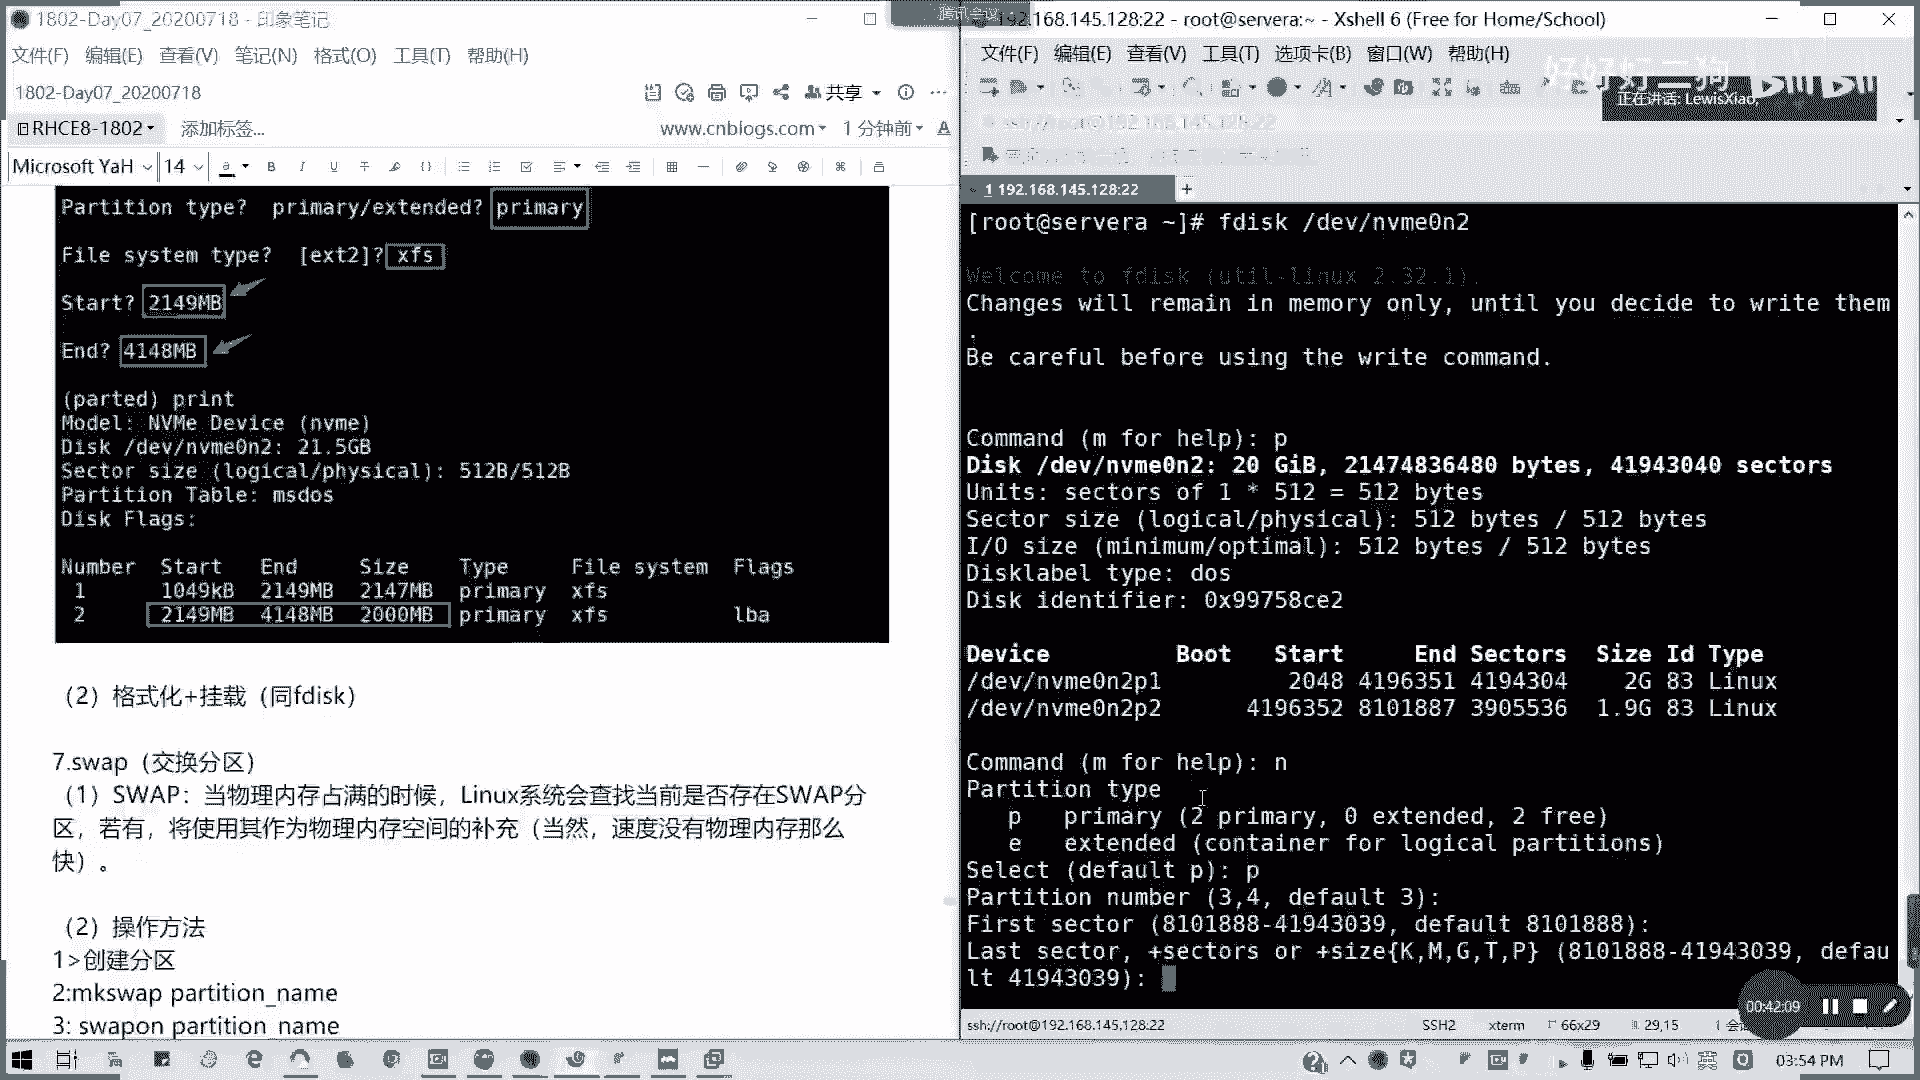 1802-Day07_20200718 - 印象笔记
文件(F) 编辑(E) 查看(V) 笔记(N) 格式(O) 工具(T) 帮助(H)
1802-Day07_20200718
共享
RHCE8-1802
添加标签...
www.cnblogs.com
1 分钟前
Microsoft YaH 14
Partition type?  primary/extended? primary
File system type?  [ext2]? xfs
Start? 2149MB
End? 4148MB
(parted) print
Model: NVMe Device (nvme)
Disk /dev/nvme0n2: 21.5GB
Sector size (logical/physical): 512B/512B
Partition Table: msdos
Disk Flags:
Number  Start  End  Size  Type  File system  Flags
1  1049kB  2149MB  2147MB  primary  xfs
2  2149MB  4148MB  2000MB  primary  xfs  lba
（2）格式化+挂载（同fdisk）
7.swap（交换分区）
（1）SWAP：当物理内存占满的时候，Linux系统会查找当前是否存在SWAP分
区，若有，将使用其作为物理内存空间的补充（当然，速度没有物理内存那么
快）。
（2）操作方法
1>创建分区
2:mkswap partition_name
3: swapon partition_name
腾讯会议
192.168.145.128:22 - root@servera:~ - Xshell 6 (Free for Home/School)
文件(F) 编辑(E) 查看(V) 工具(T) 选项卡(B) 窗口(W) 帮助(H)
正在讲话: LewisXiao,
ssh://root@192.168.145.128:22
1 192.168.145.128:22
[root@servera ~]# fdisk /dev/nvme0n2
Welcome to fdisk (util-linux 2.32.1).
Changes will remain in memory only, until you decide to write them
.
Be careful before using the write command.
Command (m for help): p
Disk /dev/nvme0n2: 20 GiB, 21474836480 bytes, 41943040 sectors
Units: sectors of 1 * 512 = 512 bytes
Sector size (logical/physical): 512 bytes / 512 bytes
I/O size (minimum/optimal): 512 bytes / 512 bytes
Disklabel type: dos
Disk identifier: 0x99758ce2
Device  Boot  Start  End  Sectors  Size  Id  Type
/dev/nvme0n2p1  2048  4196351  4194304  2G  83  Linux
/dev/nvme0n2p2  4196352  8101887  3905536  1.9G  83  Linux
Command (m for help): n
Partition type
p   primary (2 primary, 0 extended, 2 free)
e   extended (container for logical partitions)
Select (default p): p
Partition number (3,4, default 3):
First sector (8101888-41943039, default 8101888):
Last sector, +sectors or +size{K,M,G,T,P} (8101888-41943039, defau
lt 41943039):
00:42:09
ssh://root@192.168.145.128:22
SSH2
xterm
66x29
29,15
英
03:54 PM